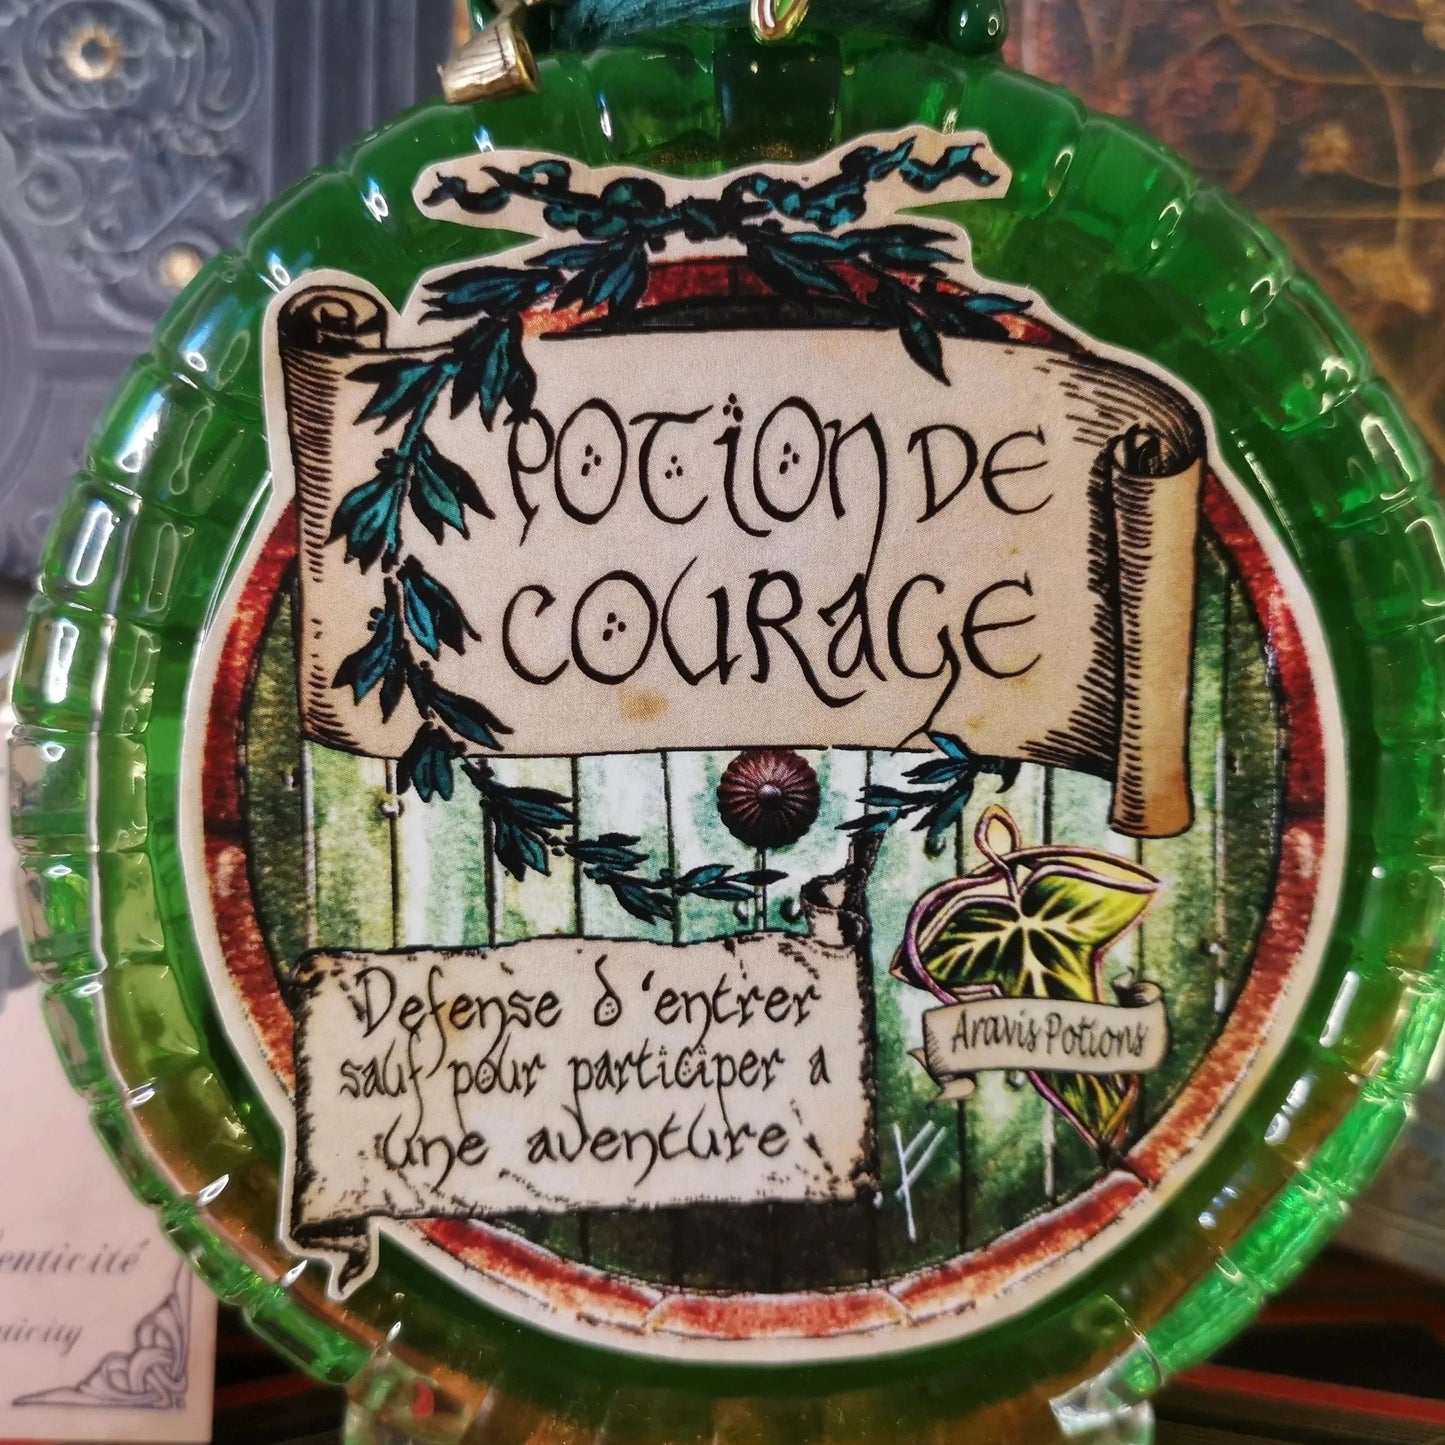 POTION DE
COURAGE
Defense d'entrer
sauf pour participer a
une aventure
Aravis Potions